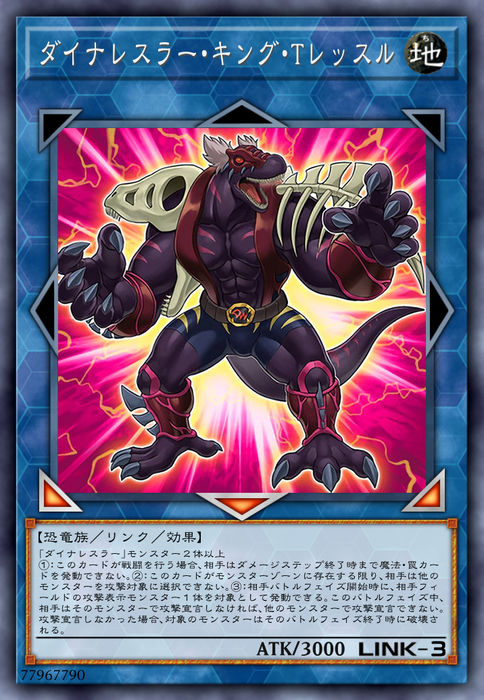 ダイナレスラー・キング・Tレッスル
ち
地
【恐竜族/リンク/効果】
「ダイナレスラー」モンスター2体以上
①:このカードが戦闘を行う場合、相手はダメージステップ終了時まで魔法・罠カー
ドを発動できない。②:このカードがモンスターゾーンに存在する限り、相手は他の
モンスターを攻撃対象に選択できない。③:相手バトルフェイズ開始時に、相手フィ
ールドの攻撃表示モンスター1体を対象として発動できる。このバトルフェイズ中、
相手はそのモンスターで攻撃宣言しなければ、他のモンスターで攻撃宣言できない。
攻撃宣言しなかった場合、対象のモンスターはそのバトルフェイズ終了時に破壊さ
れる。
ATK/3000 LINK-3
77967790